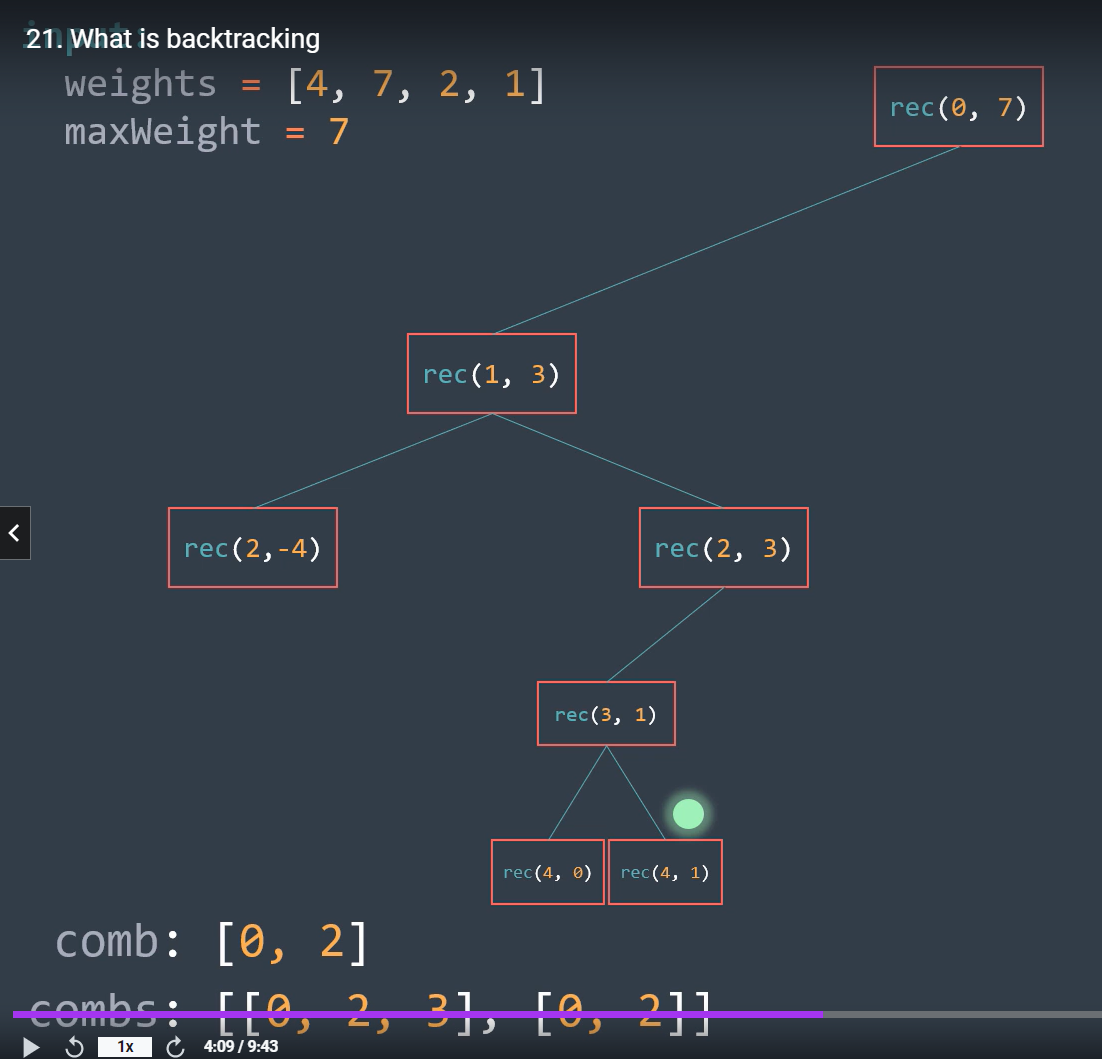 input:
21. What is backtracking
weights = [4, 7, 2, 1]
maxWeight = 7
rec(0, 7)
rec(1, 3)
rec(2,-4)
rec(2, 3)
rec(3, 1)
rec(4, 0)
rec(4, 1)
comb: [0, 2]
combs: [[0, 2, 3], [0, 2]]
1x
4:09 / 9:43